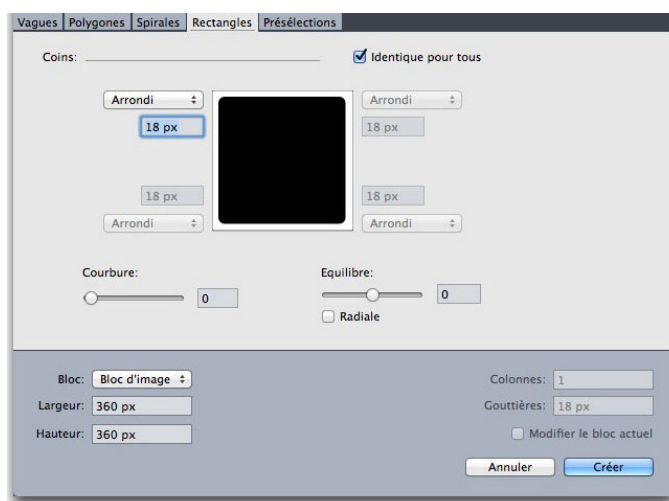 Vagues Polygones Spirales Rectangles Présélections
Coins: Identique pour tous
Arrondi Arrondi
18 px 18 px
18 px 18 px
Arrondi Arrondi
Courbure: Equilibre:
0 0
Radiale
Bloc: Bloc d'image Colonnes: 1
Largeur: 360 px Gouttières: 18 px
Hauteur: 360 px Modifier le bloc actuel
Annuler Créer